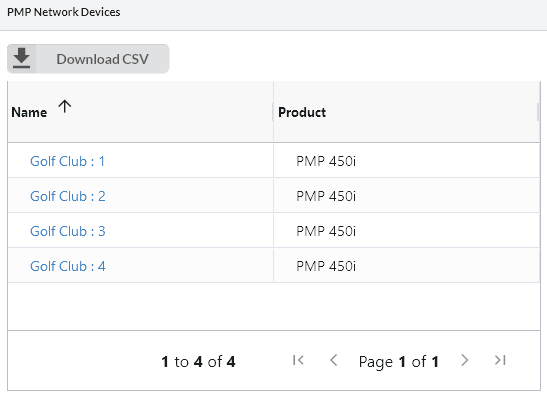 PMP Network Devices
Download CSV
Name Product
Golf Club : 1 PMP 450i
Golf Club : 2 PMP 450i
Golf Club : 3 PMP 450i
Golf Club : 4 PMP 450i
1 to 4 of 4 Page 1 of 1